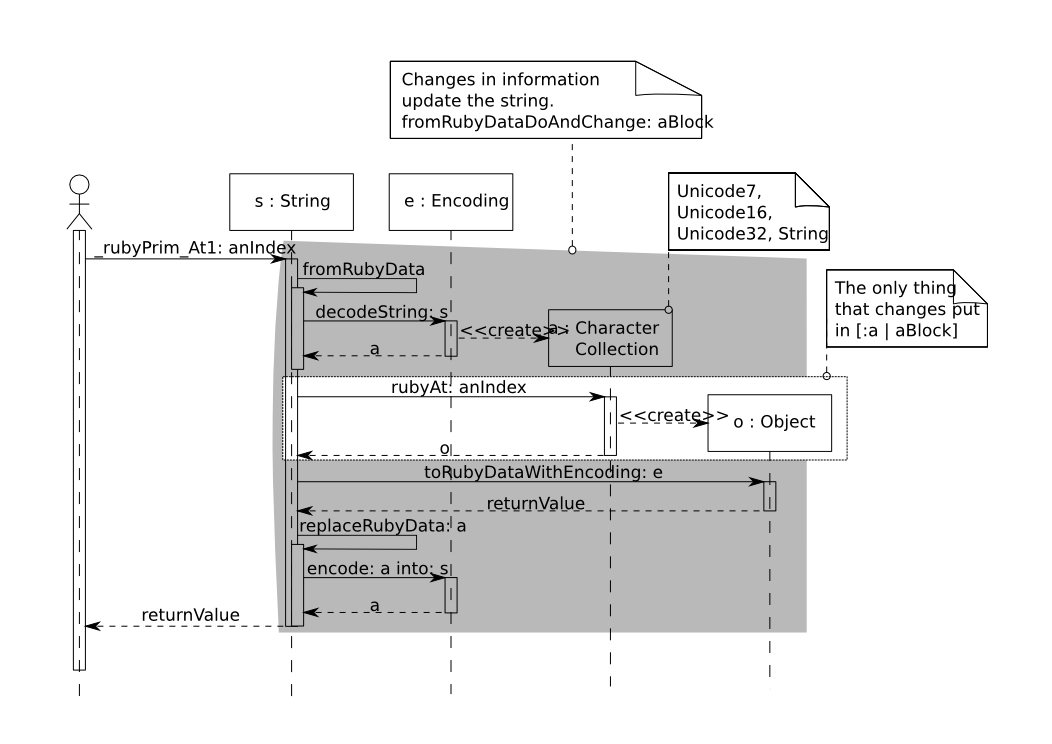 Changes in information
update the string.
fromRubyDataDoAndChange: aBlock
Unicode7,
Unicode16,
Unicode32, String
s : String
e : Encoding
_rubyPrim_At1: anIndex
fromRubyData
The only thing
that changes put
in [:a | aBlock]
decodeString: s
<<create>>
a : Character
Collection
a
rubyAt: anIndex
<<create>>
o : Object
o
toRubyDataWithEncoding: e
returnValue
replaceRubyData: a
encode: a into: s
a
returnValue